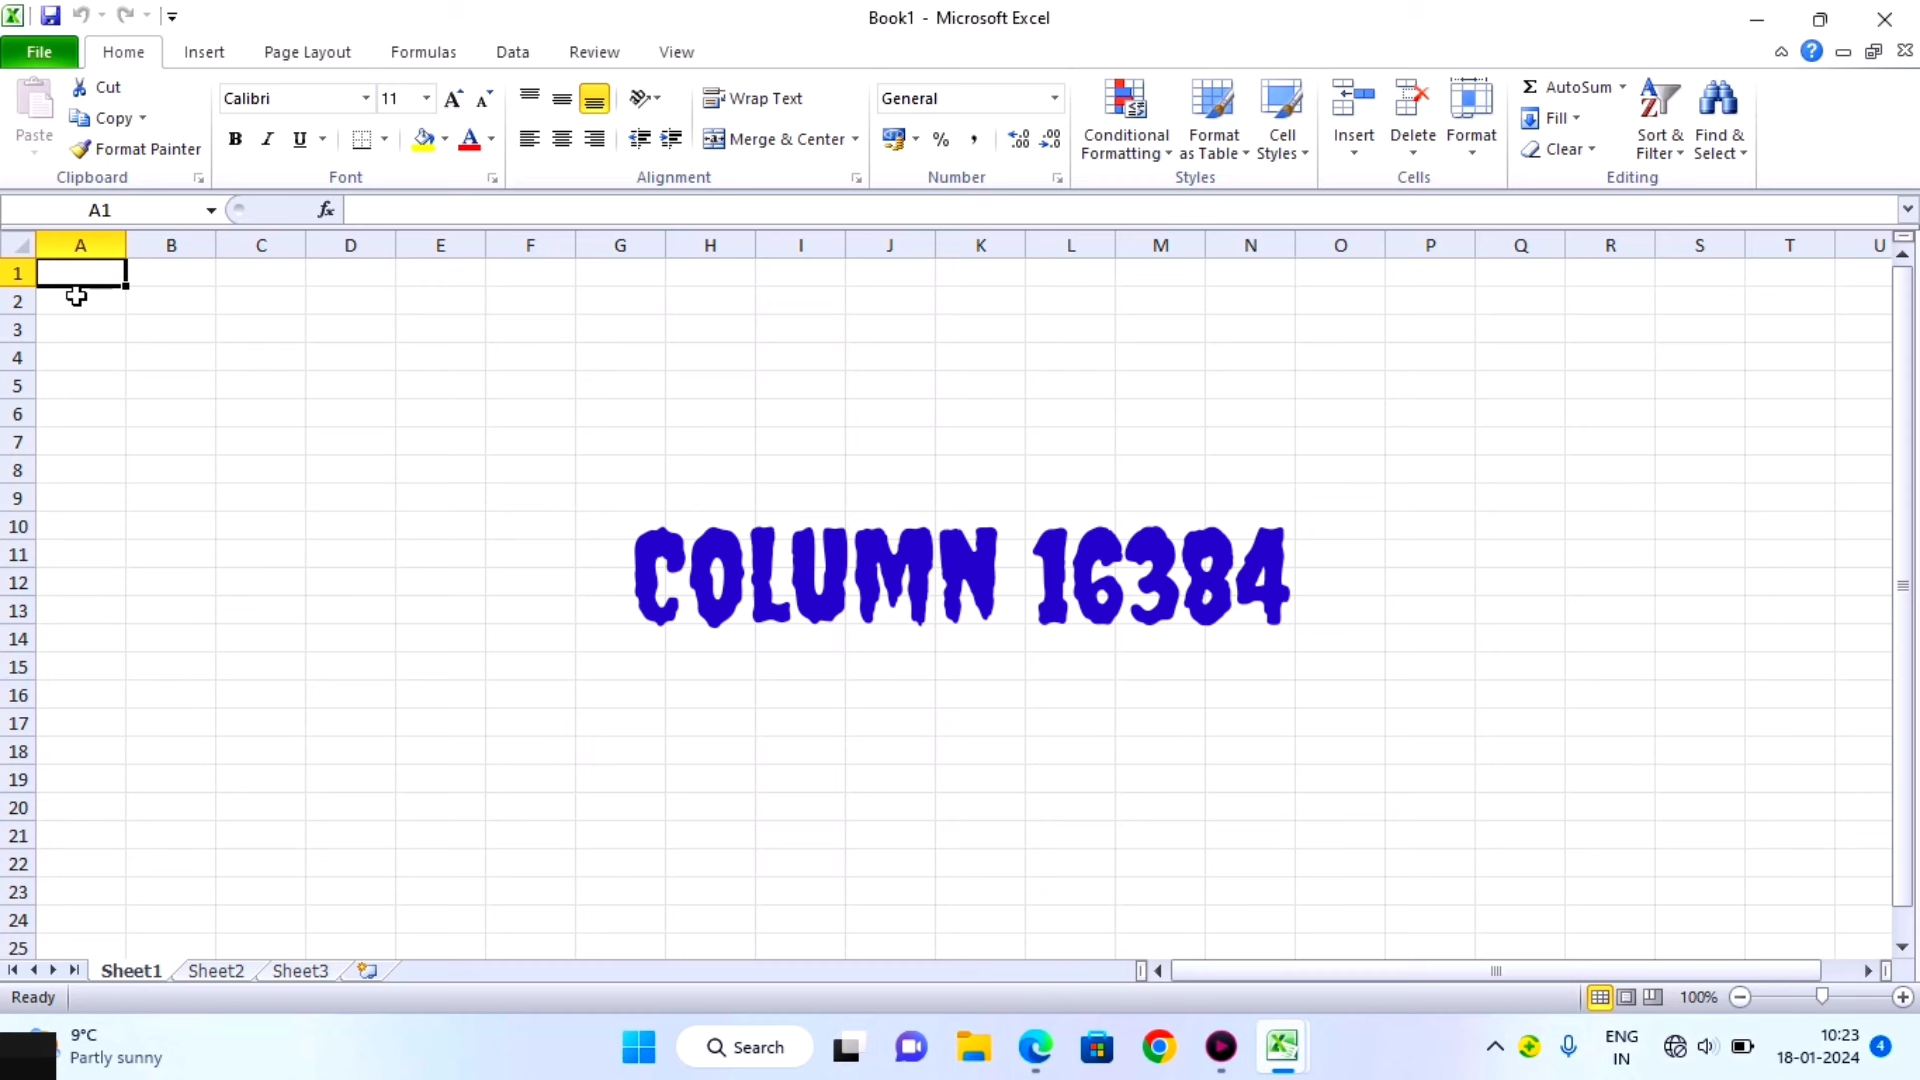 Book1 - Microsoft Excel
File Home Insert Page Layout Formulas Data Review View
Paste
Cut
Copy
Format Painter
Clipboard
Calibri 11
B I U
Font
Wrap Text
Merge & Center
Alignment
General
% ,
Number
Conditional Formatting
Format as Table
Cell Styles
Styles
Insert Delete Format
Cells
Σ AutoSum
Fill
Clear
Sort & Filter
Find & Select
Editing
A1 fx
A B C D E F G H I J K L M N O P Q R S T U
1
2
3
4
5
6
7
8
9
10
11
12
13
14
15
16
17
18
19
20
21
22
23
24
25
COLUMN 16384
Sheet1 Sheet2 Sheet3
Ready 100%
9°C
Partly sunny
Search
ENG
IN
10:23
18-01-2024
4